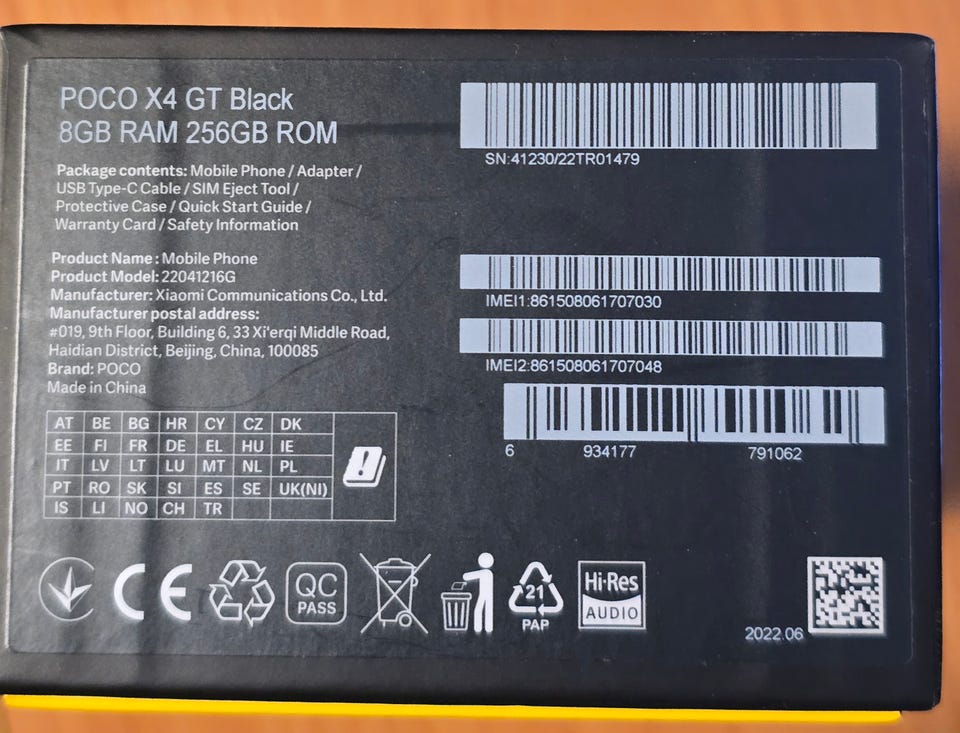 POCO X4 GT Black
8GB RAM 256GB ROM
Package contents: Mobile Phone / Adapter /
USB Type-C Cable / SIM Eject Tool /
Protective Case / Quick Start Guide /
Warranty Card / Safety Information
Product Name: Mobile Phone
Product Model: 22041216G
Manufacturer: Xiaomi Communications Co., Ltd.
Manufacturer postal address:
#019, 9th Floor, Building 6, 33 Xi'erqi Middle Road,
Haidian District, Beijing, China, 100085
Brand: POCO
Made in China
AT BE BG HR CY CZ DK
EE FI FR DE EL HU IE
IT LV LT LU MT NL PL
PT RO SK SI ES SE UK(NI)
IS LI NO CH TR
SN:41230/22TR01479
IMEI1:861508061707030
IMEI2:861508061707048
6 934177 791062
CE
QC
PASS
21
PAP
Hi-Res
AUDIO
2022.06